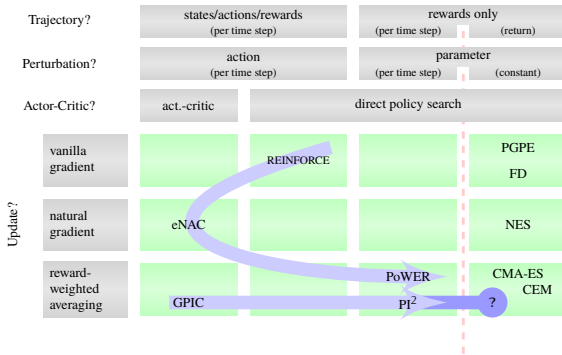 Trajectory? states/actions/rewards rewards only
(per time step) (per time step) (return)
Perturbation? action parameter
(per time step) (per time step) (constant)
Actor-Critic? act.-critic direct policy search
Update?
vanilla
gradient
REINFORCE
PGPE
FD
natural
gradient
eNAC
NES
reward-
weighted
averaging
PoWER
CMA-ES
CEM
GPIC
PI²
?